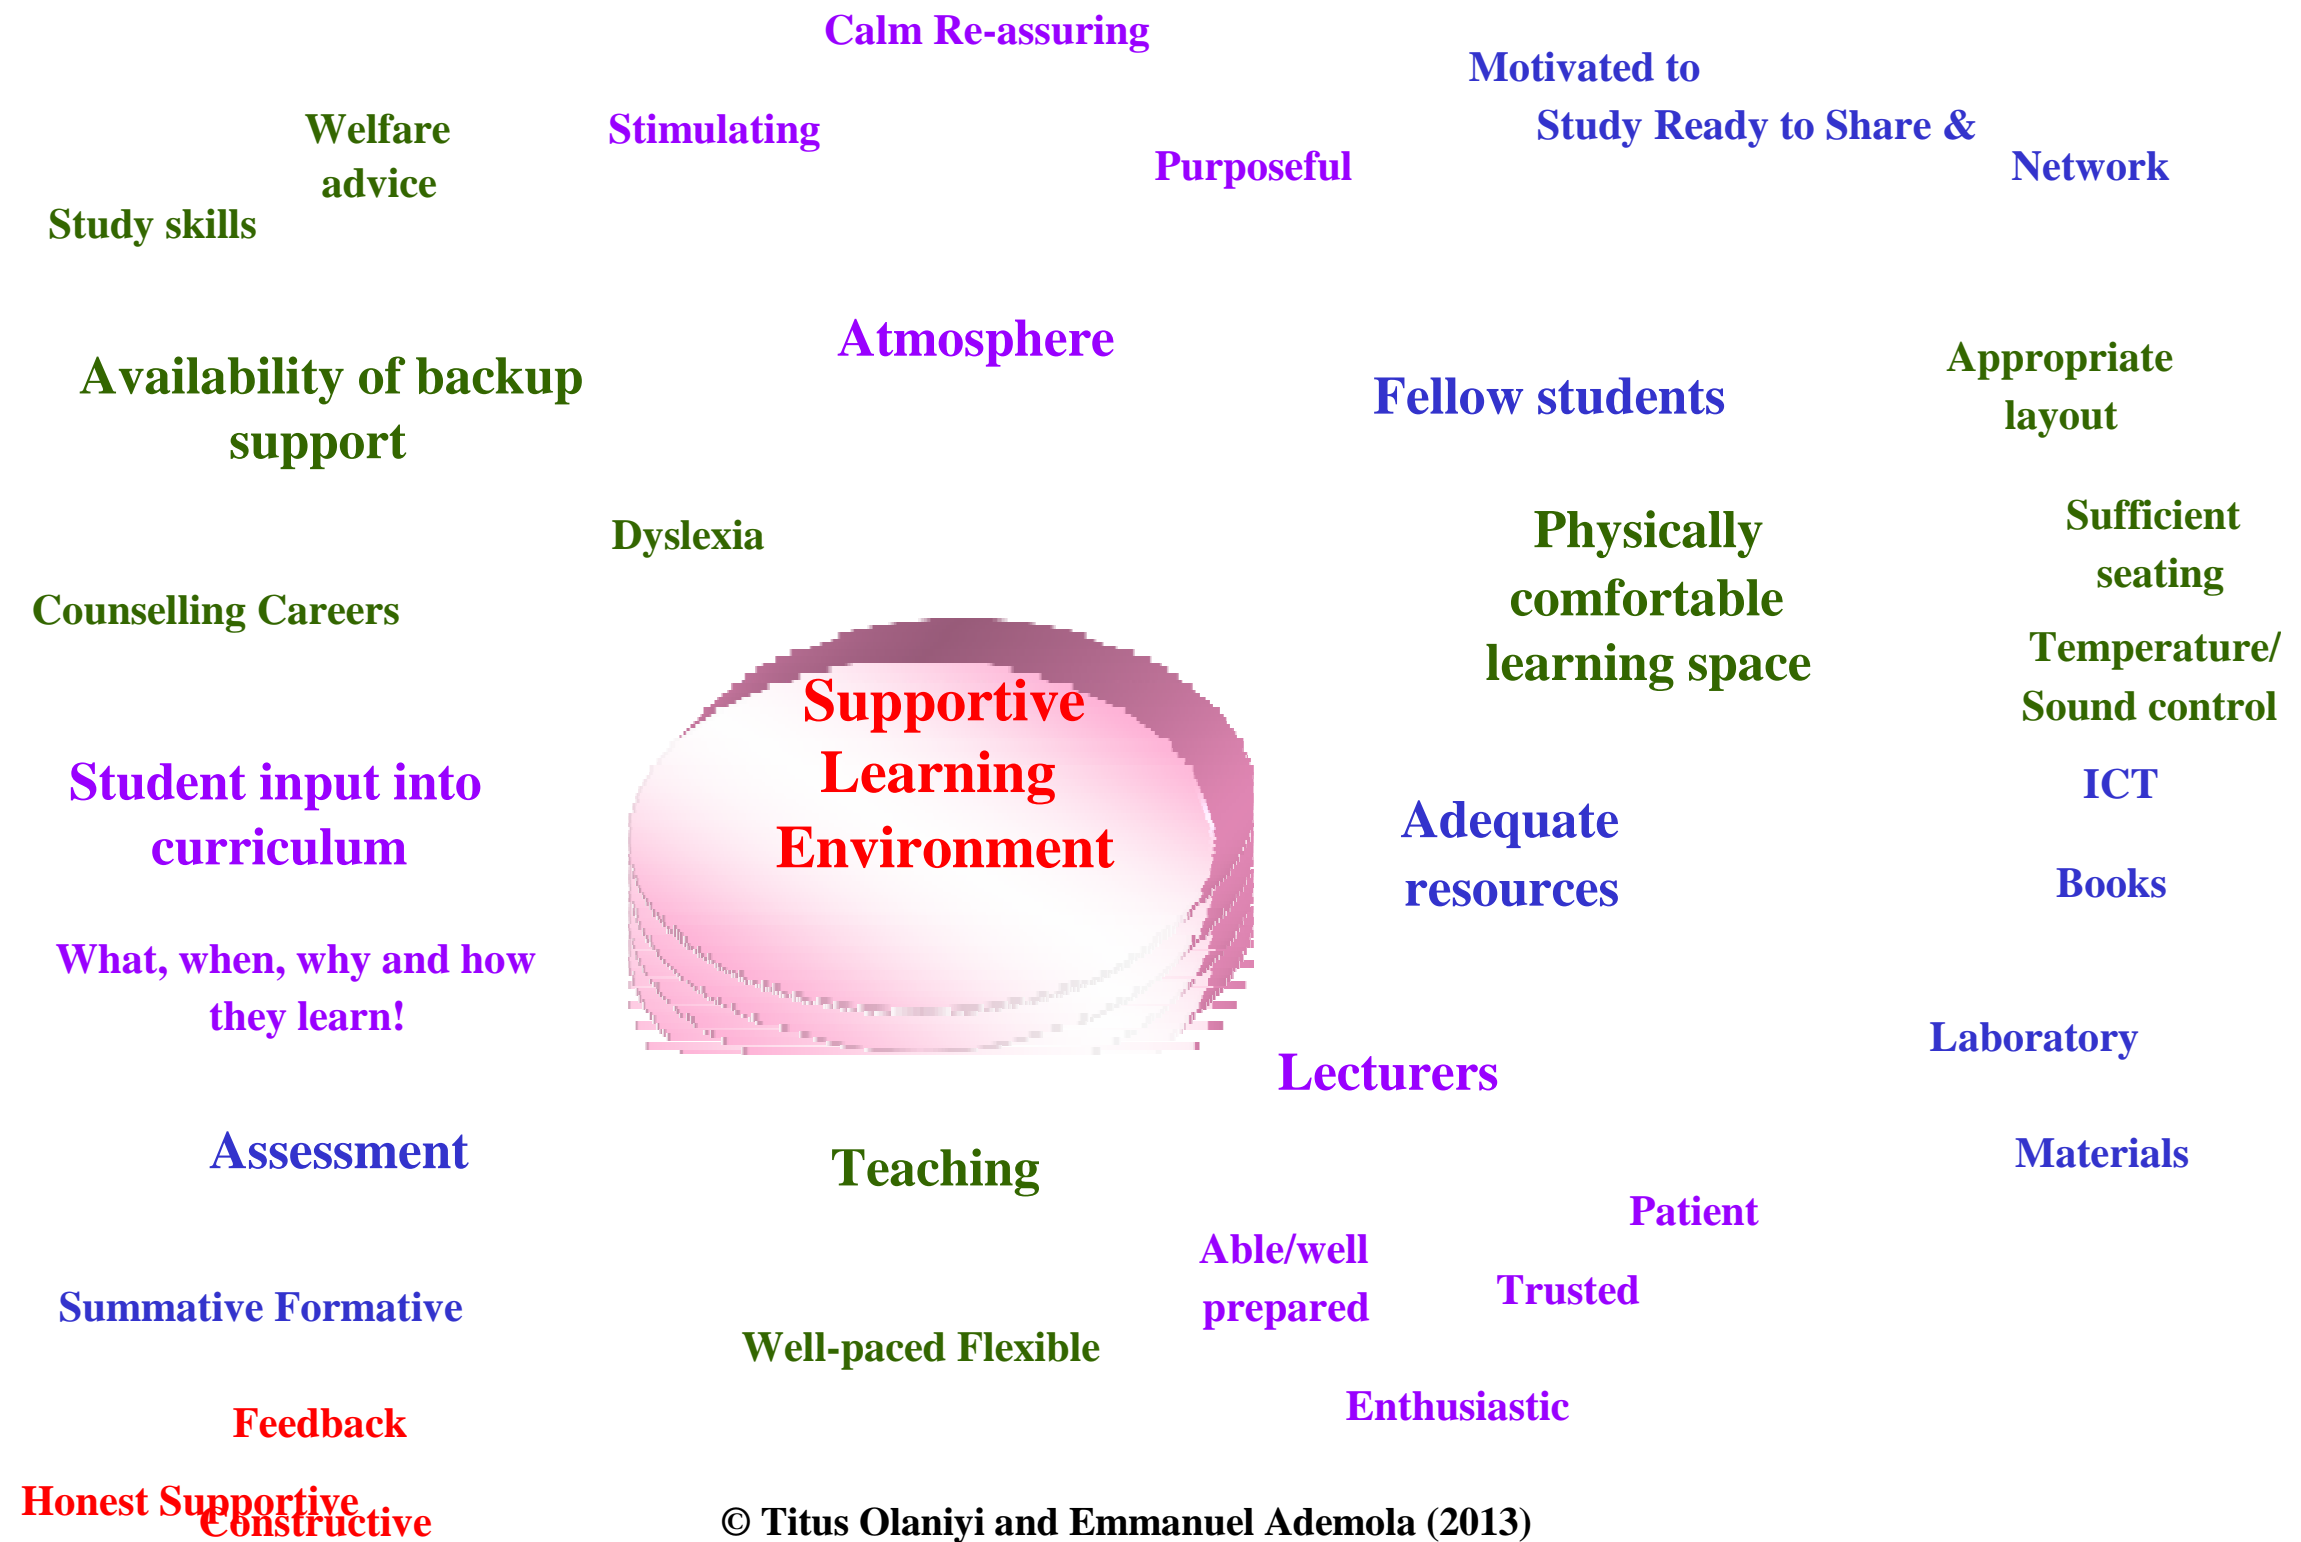 Calm Re-assuring
Motivated to
Study Ready to Share &
Network
Welfare
advice
Stimulating
Purposeful
Study skills
Atmosphere
Availability of backup
support
Fellow students
Appropriate
layout
Dyslexia
Physically
comfortable
learning space
Sufficient
seating
Counselling Careers
Temperature/
Sound control
Supportive
Learning
Environment
Student input into
curriculum
Adequate
resources
ICT
Books
What, when, why and how
they learn!
Laboratory
Lecturers
Assessment
Teaching
Materials
Patient
Able/well
prepared
Trusted
Summative Formative
Well-paced Flexible
Enthusiastic
Feedback
Honest Supportive
Constructive
© Titus Olaniyi and Emmanuel Ademola (2013)